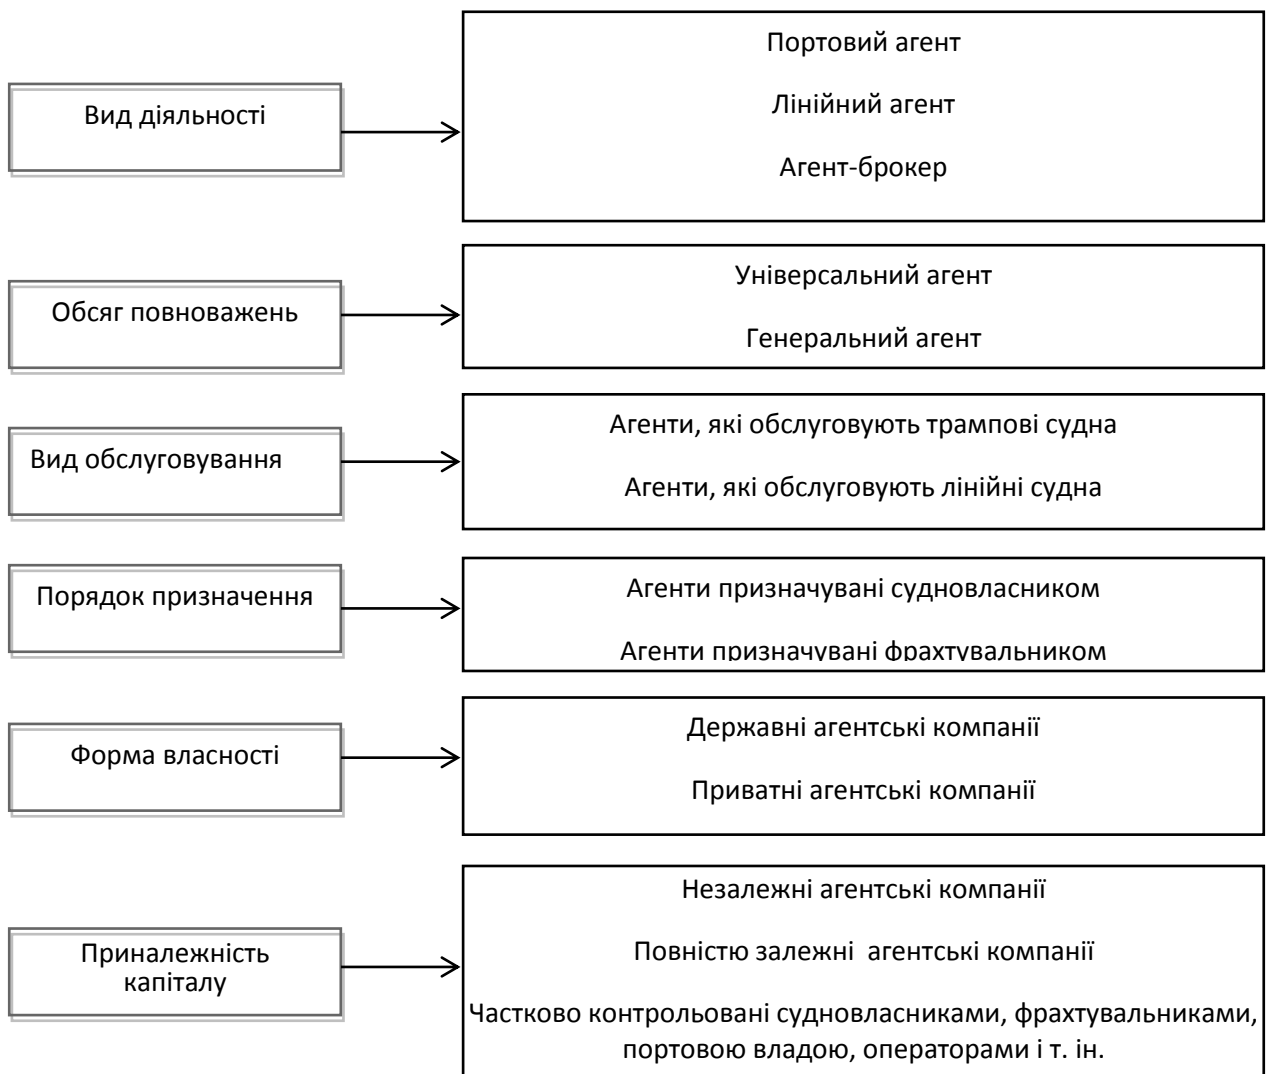 Вид діяльності
Портовий агент
Лінійний агент
Агент-брокер
Обсяг повноважень
Універсальний агент
Генеральний агент
Вид обслуговування
Агенти, які обслуговують трампові судна
Агенти, які обслуговують лінійні судна
Порядок призначення
Агенти призначувані судновласником
Агенти призначувані фрахтувальником
Форма власності
Державні агентські компанії
Приватні агентські компанії
Приналежність
капіталу
Незалежні агентські компанії
Повністю залежні агентські компанії
Частково контрольовані судновласниками, фрахтувальниками,
портовою владою, операторами і т. ін.